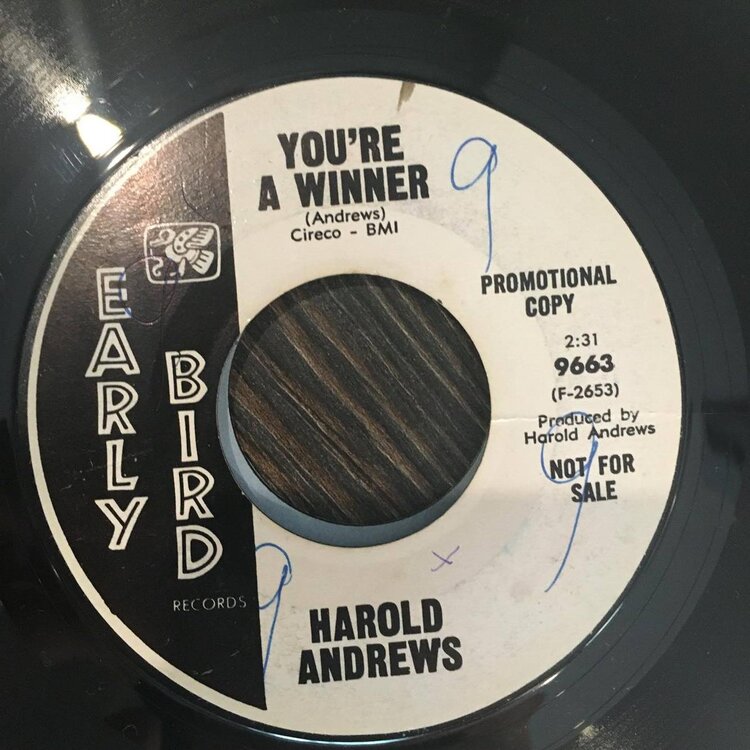 YOU'RE
A WINNER
(Andrews)
Cireco - BMI
9
PROMOTIONAL
COPY
2:31
9663
(F-2653)
Produced by
Harold Andrews
NOT FOR
SALE
9
EARLY
BIRD
RECORDS
9
x
HAROLD
ANDREWS